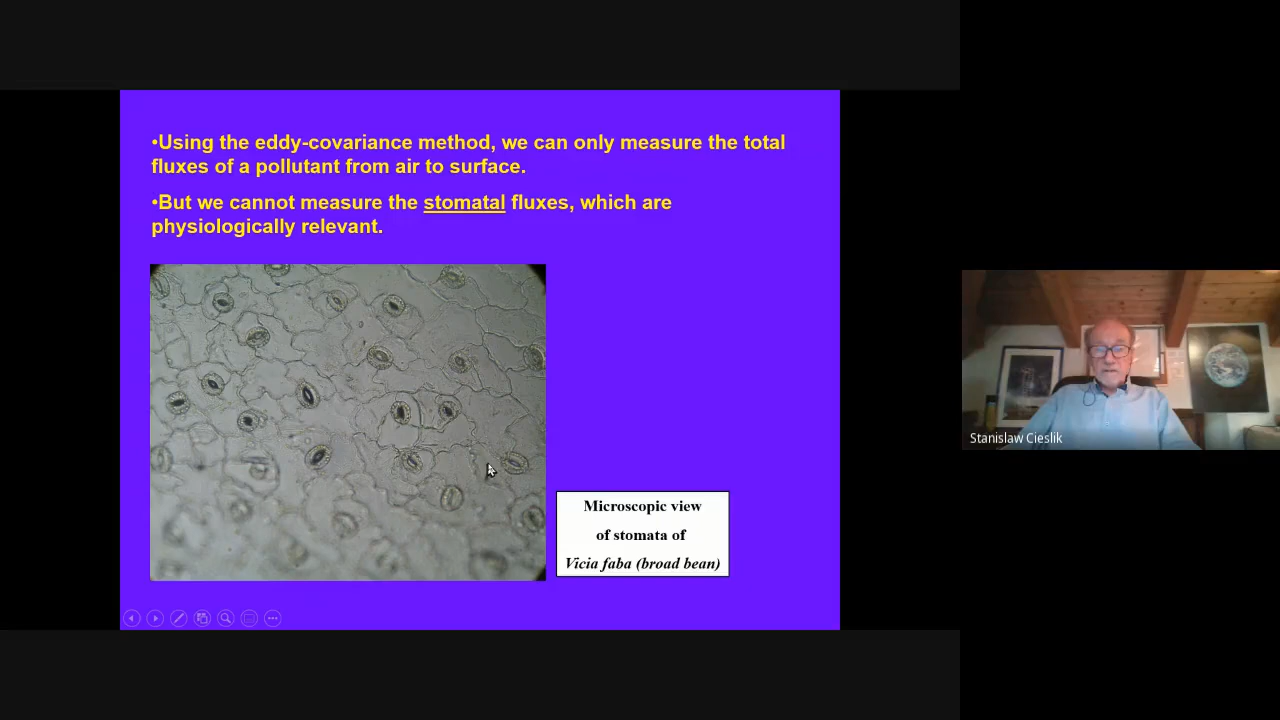 •Using the eddy-covariance method, we can only measure the total
fluxes of a pollutant from air to surface.
•But we cannot measure the stomatal fluxes, which are
physiologically relevant.
Microscopic view
of stomata of
Vicia faba (broad bean)
Stanislaw Cieslik